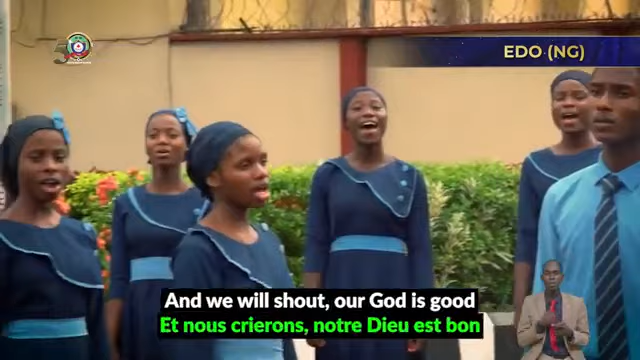 EDO (NG)
And we will shout, our God is good
Et nous crierons, notre Dieu est bon